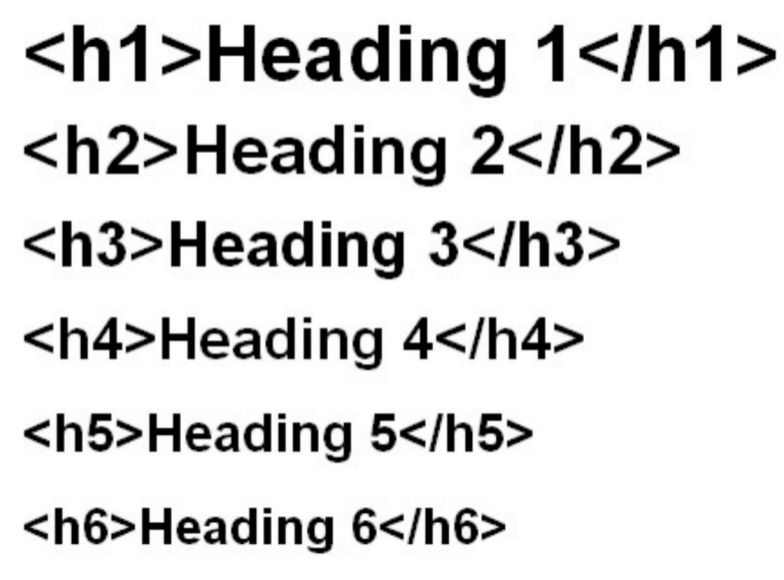 <h1>Heading 1</h1>
<h2>Heading 2</h2>
<h3>Heading 3</h3>
<h4>Heading 4</h4>
<h5>Heading 5</h5>
<h6>Heading 6</h6>